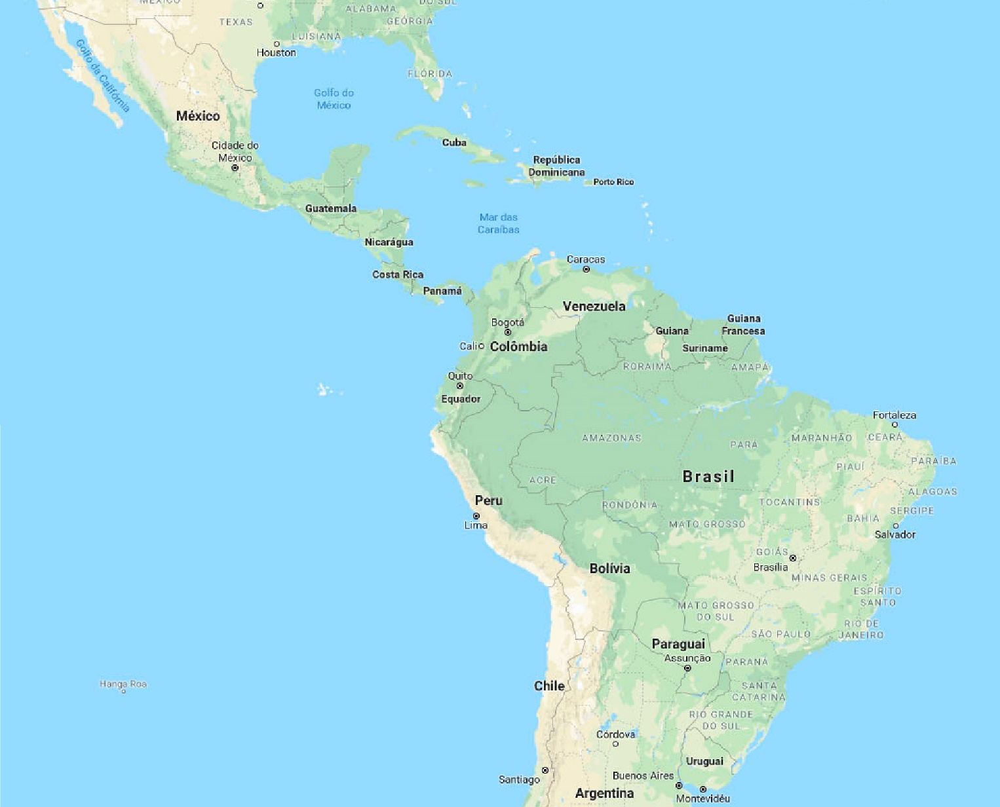 MÉXICO
DO SUL
ALABAMA
TEXAS
GEÓRGIA
LUISIANA
Houston
Golfo da Califórnia
FLÓRIDA
Golfo do
México
México
Cidade do
México
Cuba
República
Dominicana
Porto Rico
Guatemala
Mar das
Caraíbas
Nicarágua
Caracas
Costa Rica
Panamá
Venezuela
Bogotá
Guiana
Francesa
Guiana
Cali
Colômbia
Suriname
RORAIMA
AMAPÁ
Quito
Equador
Fortaleza
AMAZONAS
PARÁ
MARANHÃO
CEARÁ
PARAÍBA
PIAUÍ
Brasil
ACRE
ALAGOAS
Peru
RONDÔNIA
TOCANTINS
SERGIPE
BAHIA
Lima
MATO GROSSO
Salvador
GOIÁS
Brasília
Bolívia
MINAS GERAIS
ESPÍRITO
SANTO
MATO GROSSO
DO SUL
RIO DE
JANEIRO
SÃO PAULO
Paraguai
Assunção
PARANÁ
Hanga Roa
Chile
SANTA
CATARINA
RIO GRANDE
DO SUL
Córdova
Uruguai
Santiago
Buenos Aires
Argentina
Montevidéu